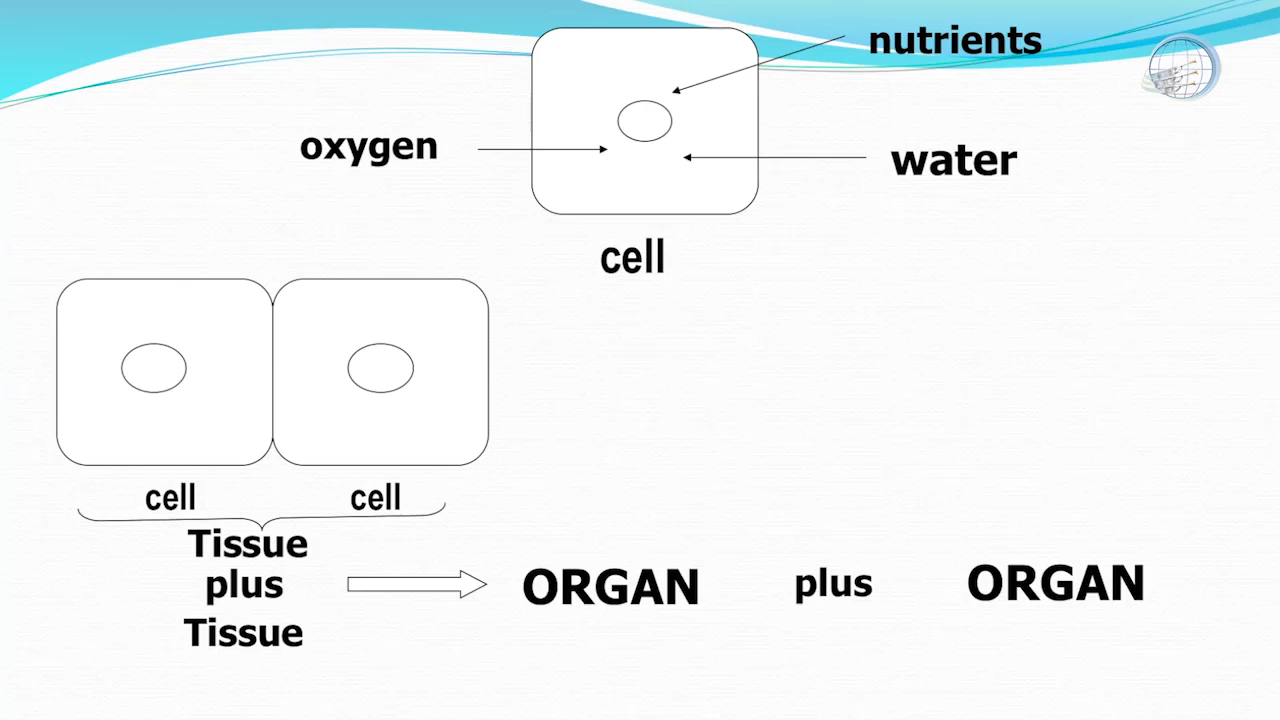 nutrients
oxygen
water
cell
cell cell
Tissue
plus
Tissue
ORGAN plus ORGAN